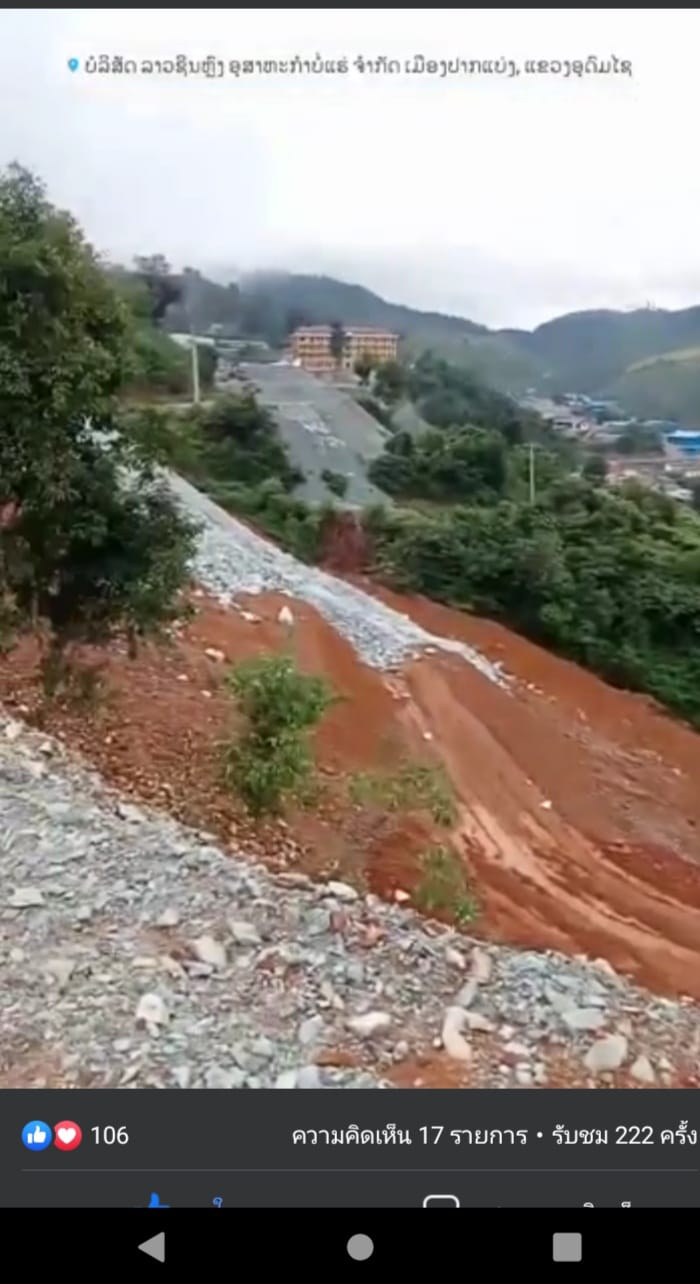 ບໍລິສັດ ລາວຊິນຫຼົງ ອຸສາຫະກຳບໍ່ແຮ່ ຈຳກັດ ເມືອງປາກແບ່ງ, ແຂວງອຸດົມໄຊ
106 ความคิดเห็น 17 รายการ • รับชม 222 ครั้ง